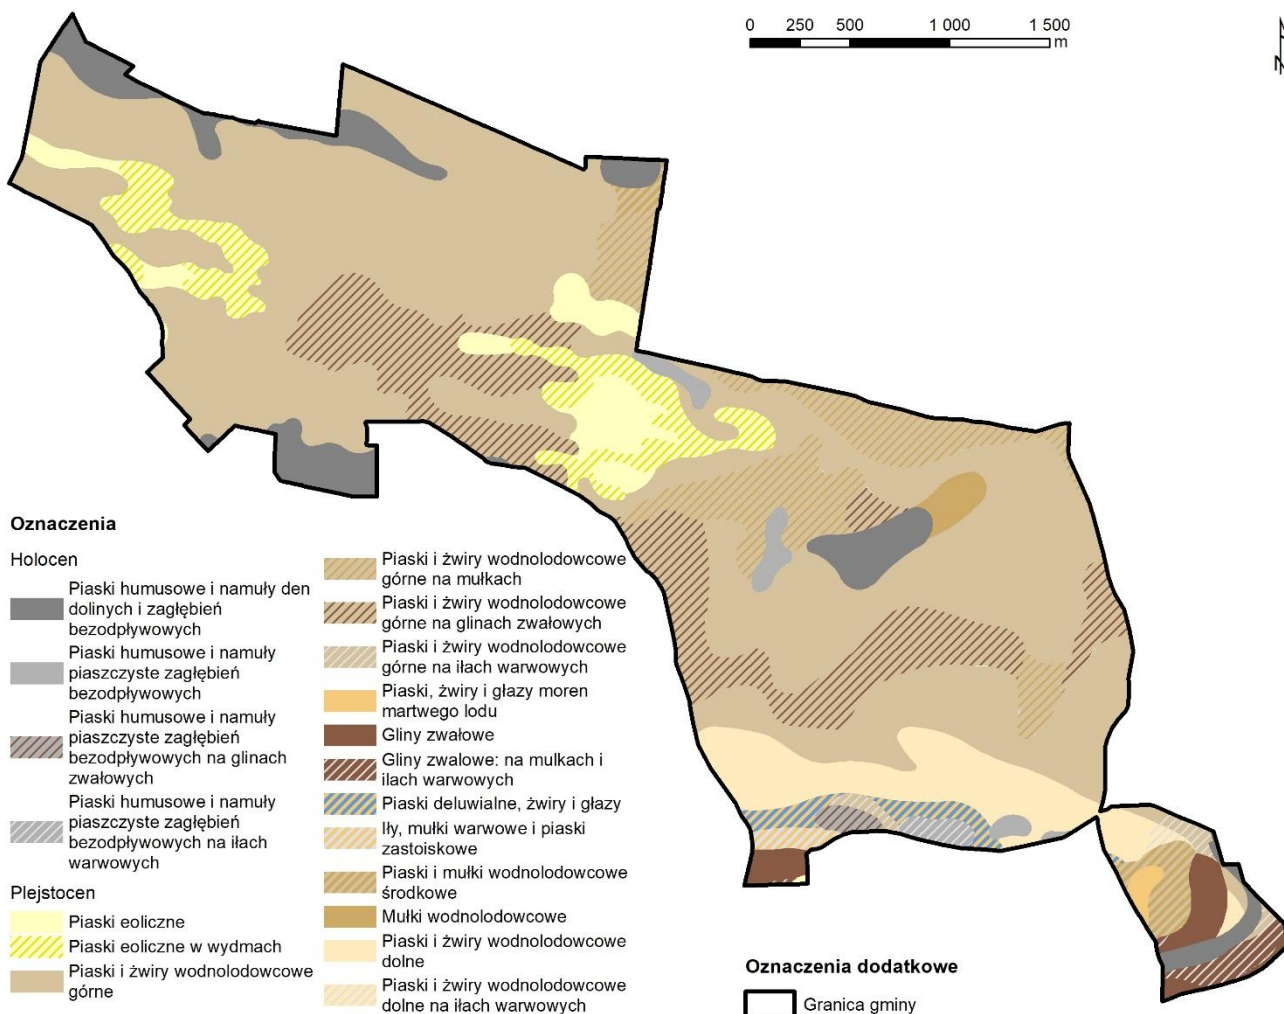 0 250 500 1 000 1 500
m
N
Oznaczenia
Holocen
Piaski humusowe i namuły den
dolinych i zagłębień
bezodpływowych
Piaski humusowe i namuły
piaszczyste zagłębień
bezodpływowych
Piaski humusowe i namuły
piaszczyste zagłębień
bezodpływowych na glinach
zwałowych
Piaski humusowe i namuły
piaszczyste zagłębień
bezodpływowych na iłach
warwowych
Plejstocen
Piaski eoliczne
Piaski eoliczne w wydmach
Piaski i żwiry wodnolodowcowe
górne
Piaski i żwiry wodnolodowcowe
górne na mułkach
Piaski i żwiry wodnolodowcowe
górne na glinach zwałowych
Piaski i żwiry wodnolodowcowe
górne na iłach warwowych
Piaski, żwiry i głazy moren
martwego lodu
Gliny zwałowe
Gliny zwalowe: na mulkach i
ilach warwowych
Piaski deluwialne, żwiry i głazy
Iły, mułki warwowe i piaski
zastoiskowe
Piaski i mułki wodnolodowcowe
środkowe
Mułki wodnolodowcowe
Piaski i żwiry wodnolodowcowe
dolne
Piaski i żwiry wodnolodowcowe
dolne na iłach warwowych
Oznaczenia dodatkowe
Granica gminy